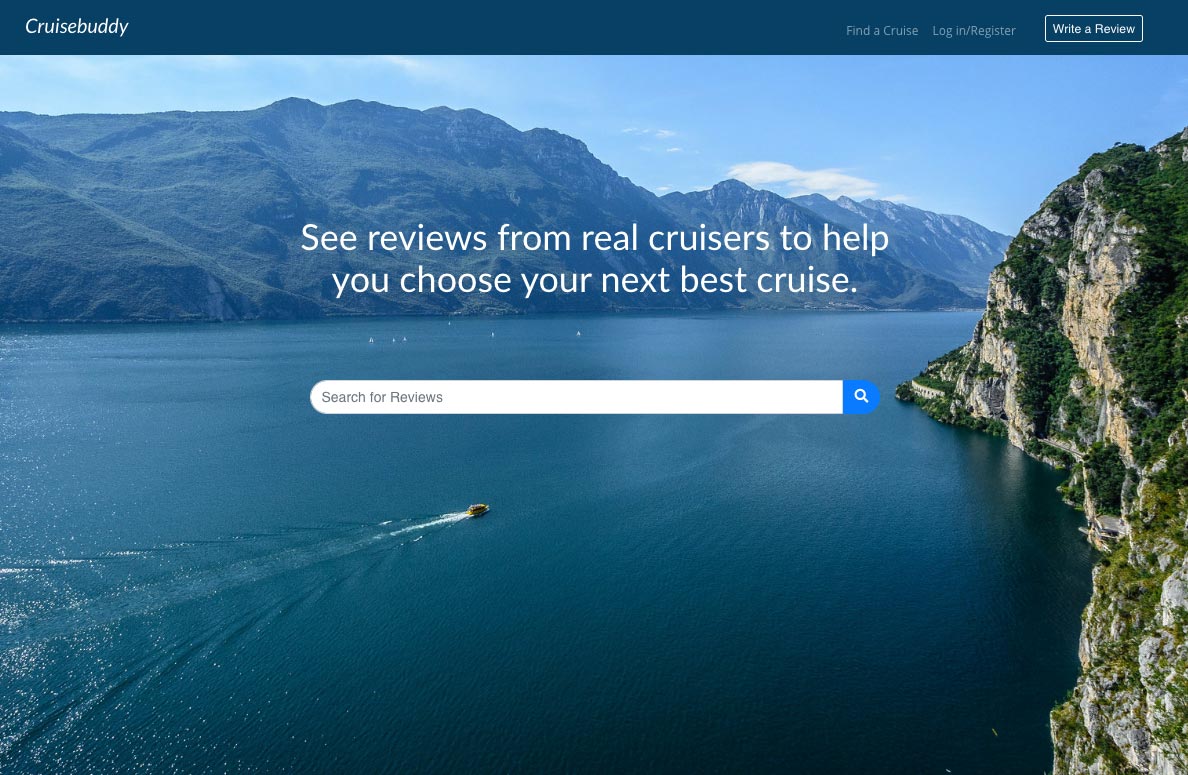 Cruisebuddy
Find a Cruise
Log in/Register
Write a Review
See reviews from real cruisers to help
you choose your next best cruise.
Search for Reviews